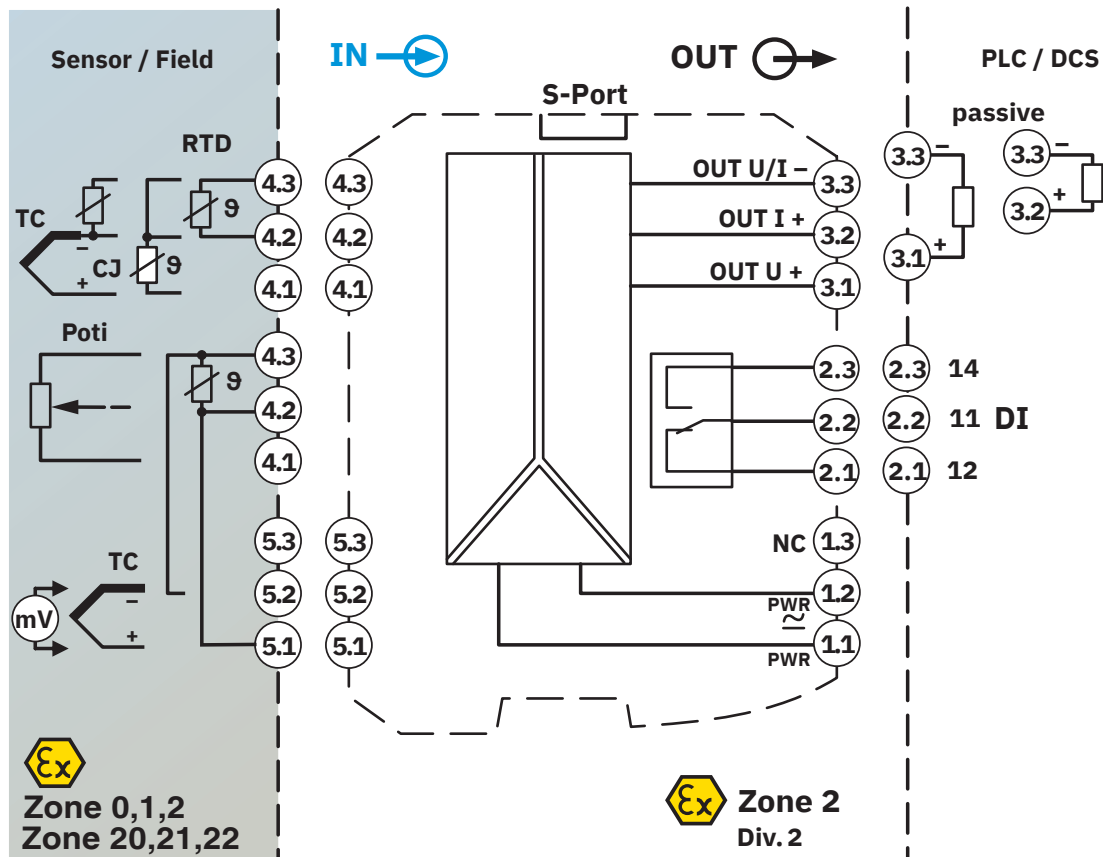 Sensor / Field
IN
OUT
PLC / DCS
S-Port
passive
RTD
4.3
4.3
OUT U/I –
3.3
3.3 –
3.3 –
TC
ϑ
–
4.2
4.2
OUT I +
3.2
3.2 +
CJ
ϑ
+
4.1
4.1
OUT U +
3.1
3.1 +
Poti
4.3
ϑ
4.2
4.1
2.3
2.3
14
2.2
2.2
11
DI
2.1
2.1
12
5.3
5.3
NC
1.3
TC
–
mV
+
5.2
5.2
PWR
1.2
5.1
5.1
PWR
1.1
Ex
Zone 0,1,2
Zone 20,21,22
Ex
Zone 2
Div. 2